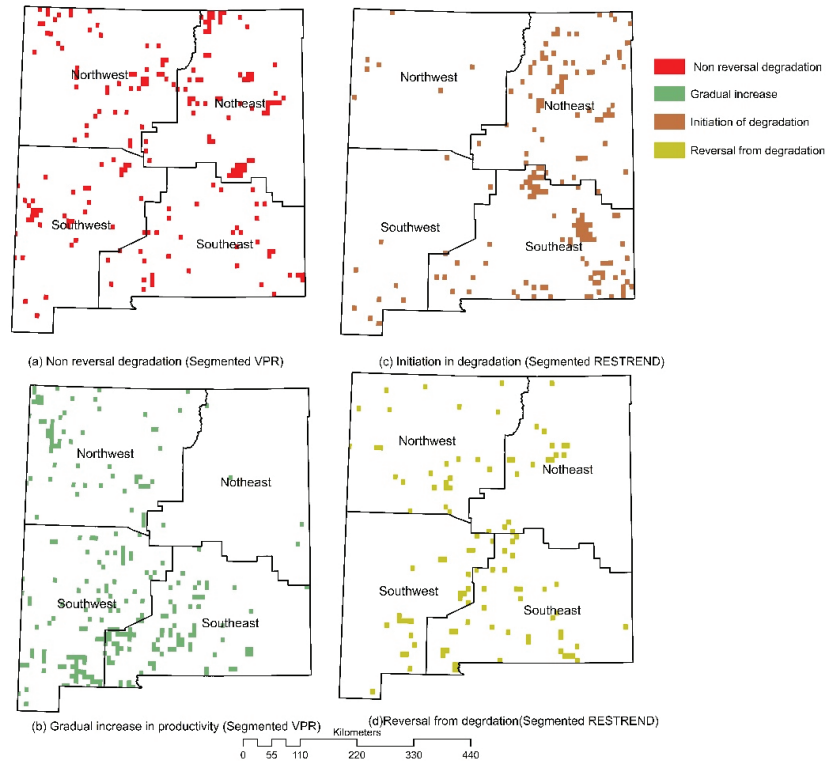 Northwest
Notheast
Southwest
Southeast
(a) Non reversal degradation (Segmented VPR)
Northwest
Notheast
Southwest
Southeast
(c) Initiation in degradation (Segmented RESTREND)
Non reversal degradation
Gradual increase
Initiation of degradation
Reversal from degradation
Northwest
Notheast
Southwest
Southeast
(b) Gradual increase in productivity (Segmented VPR)
Northwest
Notheast
Southwest
Southeast
(d)Reversal from degrdation(Segmented RESTREND)
Kilometers
0 55 110 220 330 440